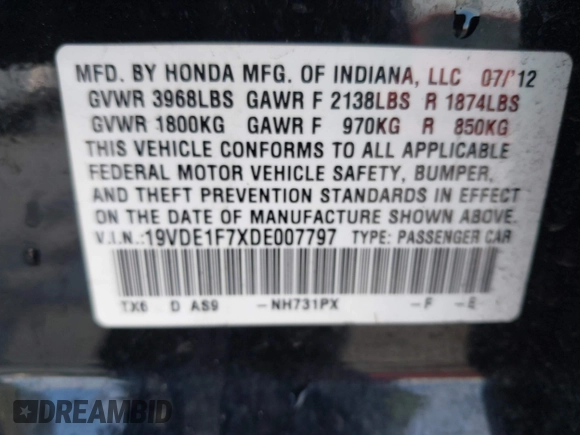 MFD. BY HONDA MFG. OF INDIANA, LLC 07/'12
GVWR 3968LBS GAWR F 2138LBS R 1874LBS
GVWR 1800KG GAWR F 970KG R 850KG
THIS VEHICLE CONFORMS TO ALL APPLICABLE
FEDERAL MOTOR VEHICLE SAFETY, BUMPER,
AND THEFT PREVENTION STANDARDS IN EFFECT
ON THE DATE OF MANUFACTURE SHOWN ABOVE.
V.I.N.:19VDE1F7XDE007797 TYPE: PASSENGER CAR
TX6 D AS9 -NH731PX -F -E
DREAMBID